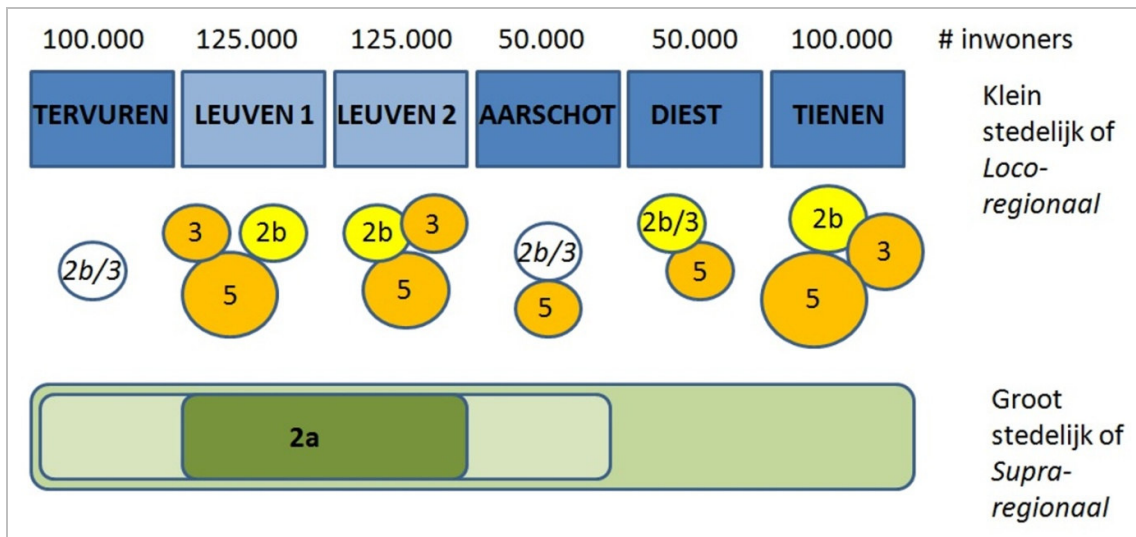 100.000 125.000 125.000 50.000 50.000 100.000 # inwoners
TERVUREN LEUVEN 1 LEUVEN 2 AARSCHOT DIEST TIENEN
Klein
stedelijk of
Loco-
regionaal
2b/3
3 2b
5
2b 3
5
2b/3
5
2b/3
5
2b
3
5
2a
Groot
stedelijk of
Supra-
regionaal